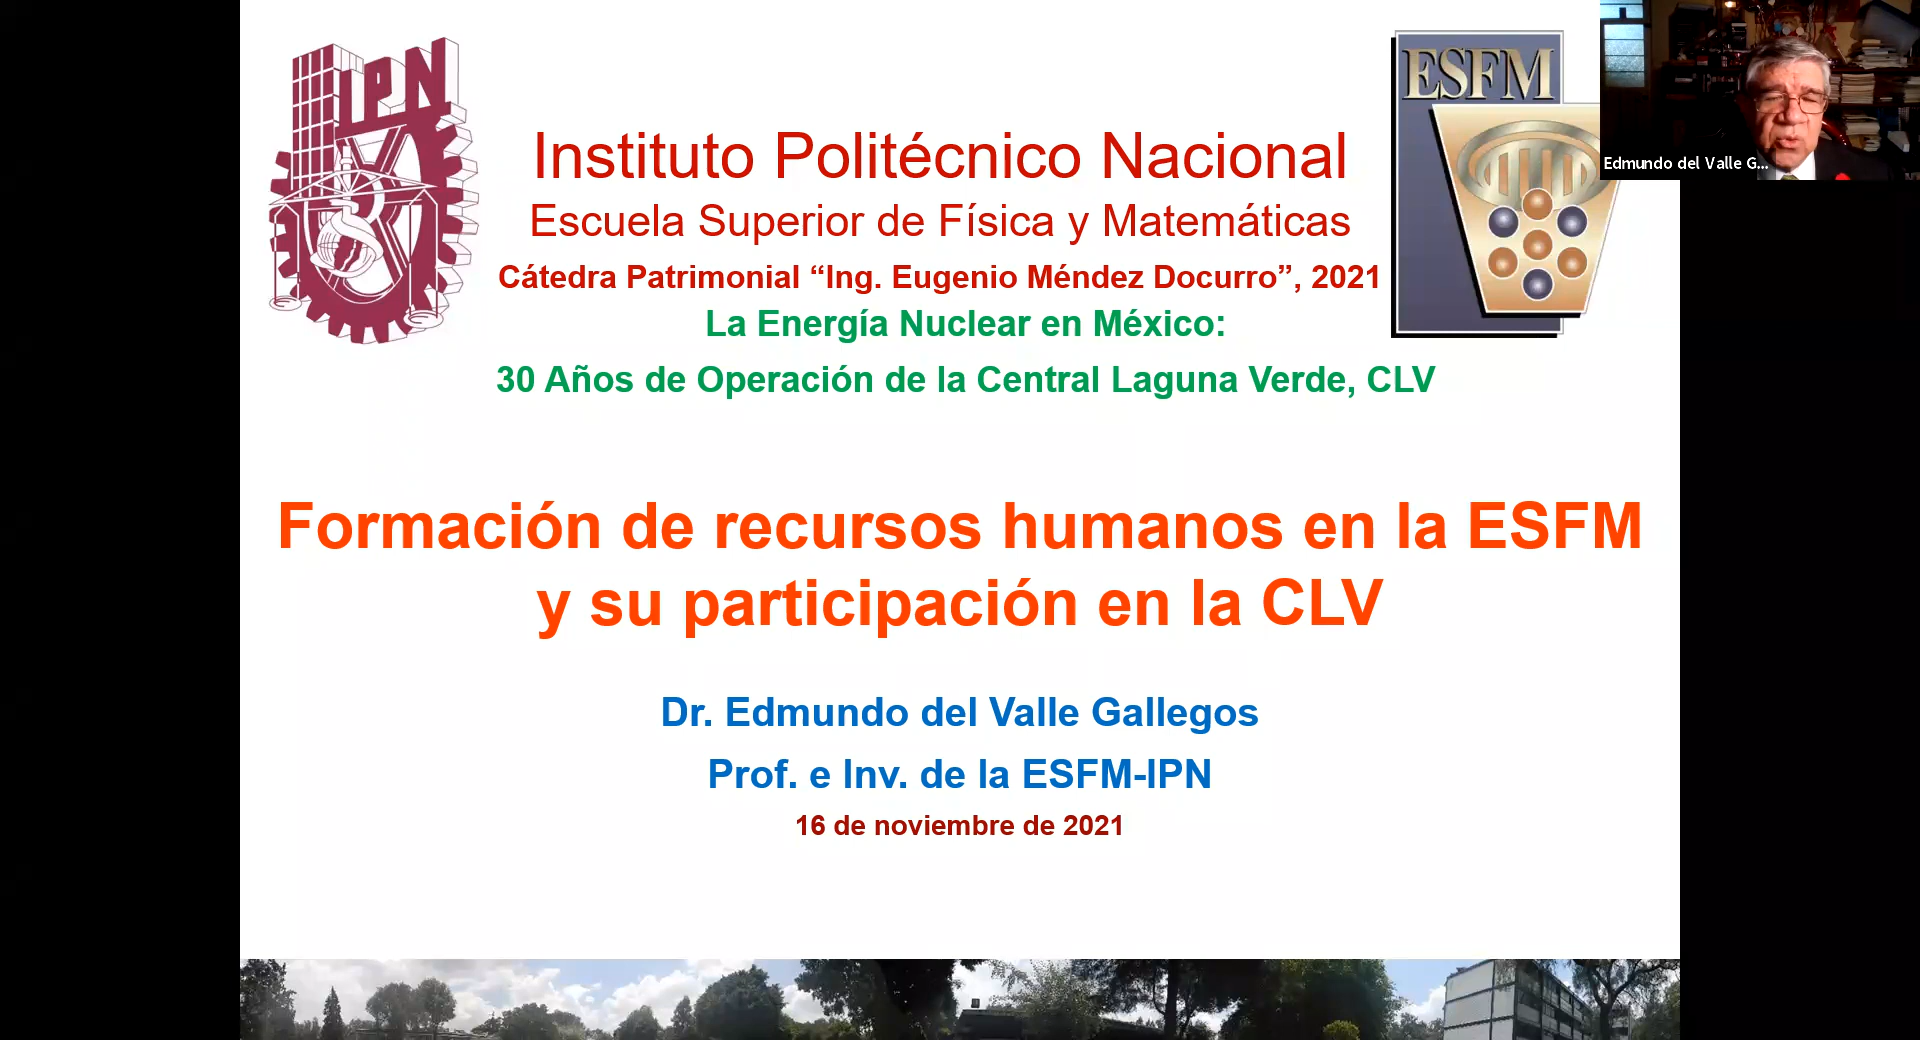 IPN
ESFM
Instituto Politécnico Nacional
Escuela Superior de Física y Matemáticas
Cátedra Patrimonial “Ing. Eugenio Méndez Docurro”, 2021
La Energía Nuclear en México:
30 Años de Operación de la Central Laguna Verde, CLV
Edmundo del Valle G...
Formación de recursos humanos en la ESFM
y su participación en la CLV
Dr. Edmundo del Valle Gallegos
Prof. e Inv. de la ESFM-IPN
16 de noviembre de 2021